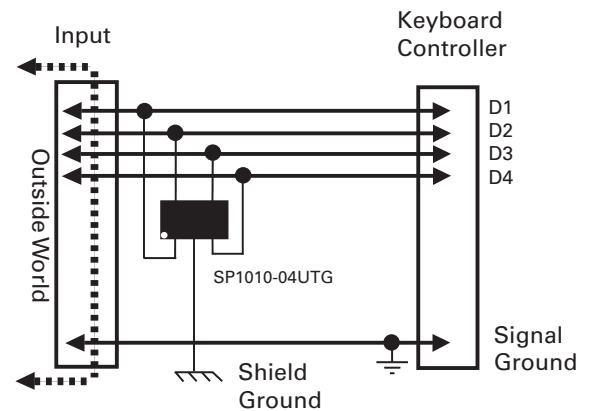 Input
Keyboard
Controller
D1
D2
D3
D4
Outside World
SP1010-04UTG
Shield
Ground
Signal
Ground